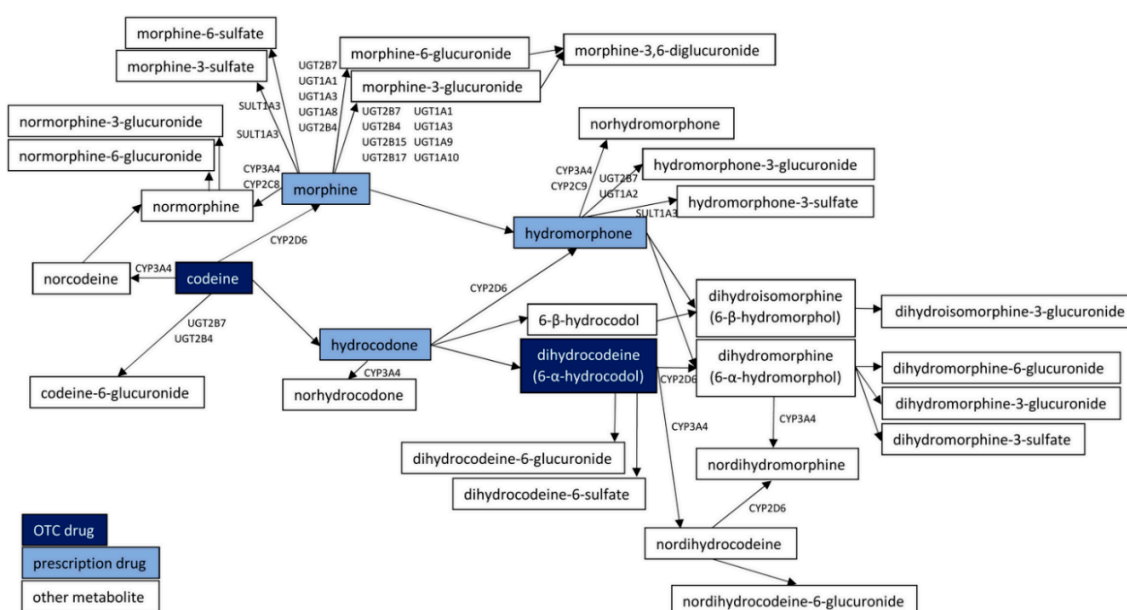 morphine-6-sulfate
morphine-3-sulfate
morphine-6-glucuronide
morphine-3-glucuronide
morphine-3,6-diglucuronide
UGT2B7
UGT1A1
UGT1A3
UGT1A8
UGT2B4
SULT1A3
SULT1A3
UGT2B7 UGT1A1
UGT2B4 UGT1A3
UGT2B15 UGT1A9
UGT2B17 UGT1A10
normorphine-3-glucuronide
normorphine-6-glucuronide
CYP3A4
CYP2C8
morphine
normorphine
norhydromorphone
CYP3A4
CYP2C9
UGT2B7
UGT1A2
hydromorphone-3-glucuronide
SULT1A3
hydromorphone-3-sulfate
hydromorphone
CYP2D6
norcodeine
CYP3A4
codeine
CYP2D6
UGT2B7
UGT2B4
codeine-6-glucuronide
hydrocodone
CYP3A4
norhydrocodone
6-β-hydrocodol
dihydroisomorphine
(6-β-hydromorphol)
dihydroisomorphine-3-glucuronide
dihydrocodeine
(6-α-hydrocodol)
CYP2D6
dihydromorphine
(6-α-hydromorphol)
dihydromorphine-6-glucuronide
dihydromorphine-3-glucuronide
dihydromorphine-3-sulfate
CYP3A4
CYP3A4
dihydrocodeine-6-glucuronide
dihydrocodeine-6-sulfate
nordihydromorphine
CYP2D6
nordihydrocodeine
nordihydrocodeine-6-glucuronide
OTC drug
prescription drug
other metabolite